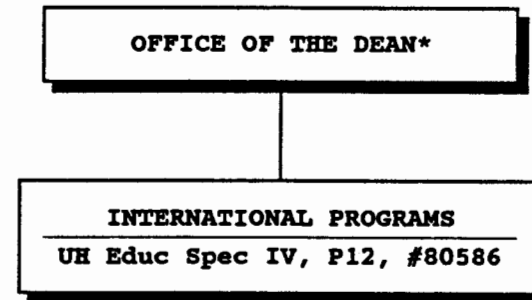 OFFICE OF THE DEAN*
INTERNATIONAL PROGRAMS
UH Educ Spec IV, P12, #80586